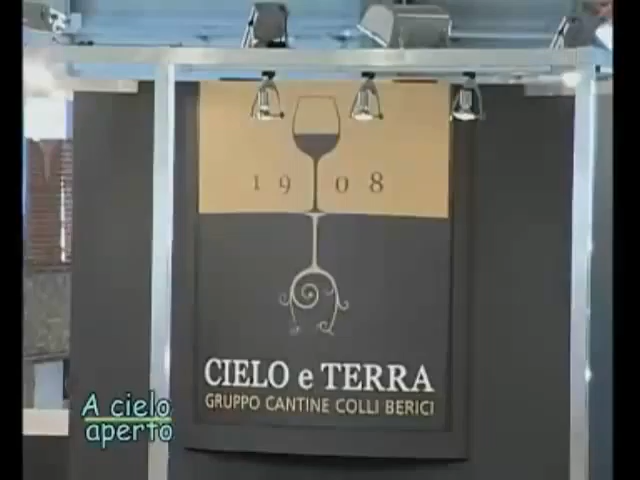 1908
CIELO e TERRA
GRUPPO CANTINE COLLI BERICI
A cielo
aperto